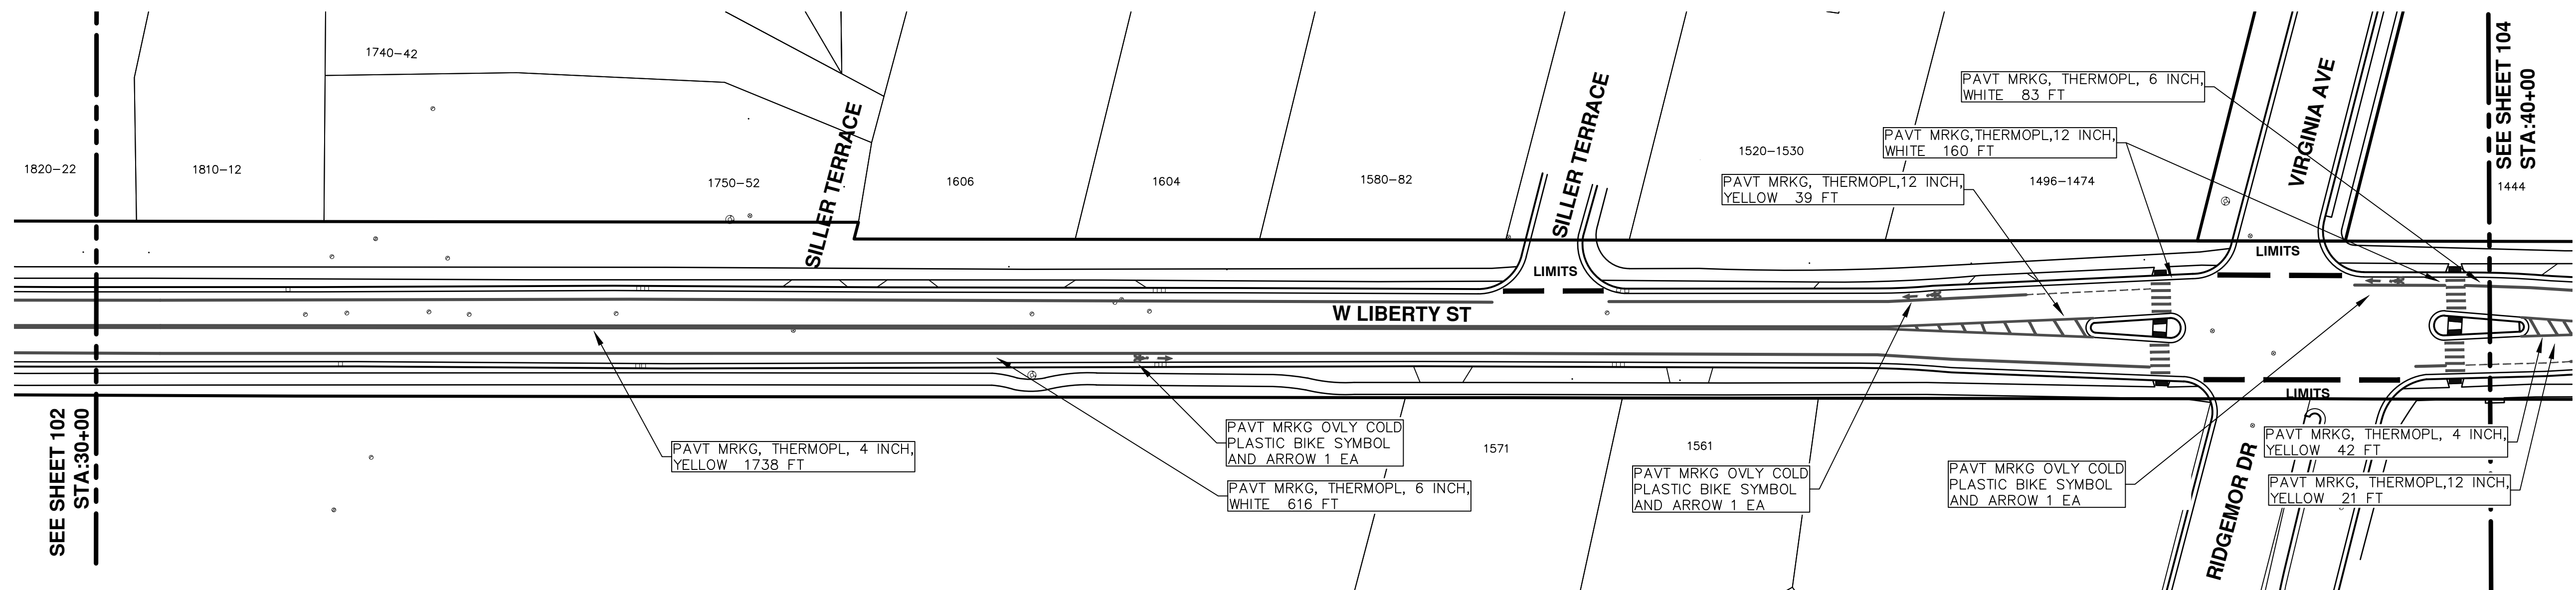 SEE SHEET 102
STA:30+00
1820-22
1810-12
1740-42
1750-52
SILLER TERRACE
1606
1604
1580-82
SILLER TERRACE
LIMITS
1520-1530
1496-1474
VIRGINIA AVE
LIMITS
SEE SHEET 104
STA:40+00
1444
PAVT MRKG, THERMOPL, 6 INCH,
WHITE 83 FT
PAVT MRKG,THERMOPL,12 INCH,
WHITE 160 FT
PAVT MRKG, THERMOPL,12 INCH,
YELLOW 39 FT
W LIBERTY ST
PAVT MRKG, THERMOPL, 4 INCH,
YELLOW 1738 FT
PAVT MRKG OVLY COLD
PLASTIC BIKE SYMBOL
AND ARROW 1 EA
PAVT MRKG, THERMOPL, 6 INCH,
WHITE 616 FT
1571
1561
PAVT MRKG OVLY COLD
PLASTIC BIKE SYMBOL
AND ARROW 1 EA
PAVT MRKG OVLY COLD
PLASTIC BIKE SYMBOL
AND ARROW 1 EA
LIMITS
RIDGEMOR DR
PAVT MRKG, THERMOPL, 4 INCH,
YELLOW 42 FT
PAVT MRKG, THERMOPL,12 INCH,
YELLOW 21 FT